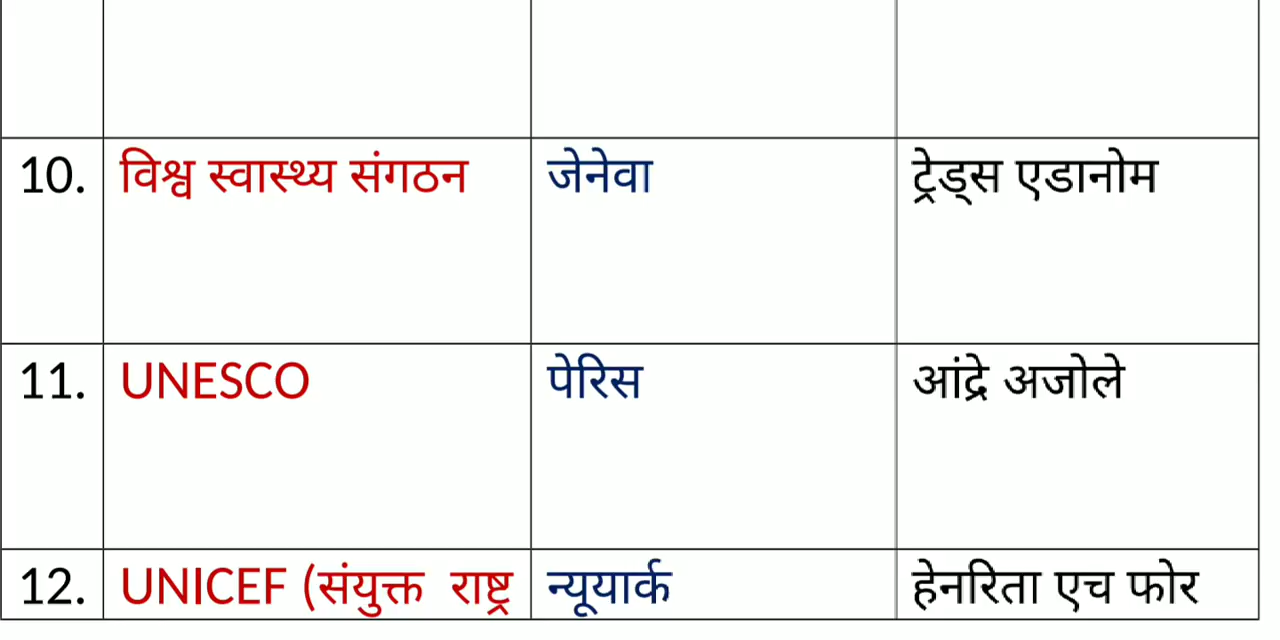 10. विश्व स्वास्थ्य संगठन जेनेवा ट्रेड्स एडानोम
11. UNESCO पेरिस आंद्रे अजोले
12. UNICEF (संयुक्त राष्ट्र न्यूयार्क हेनरिता एच फोर